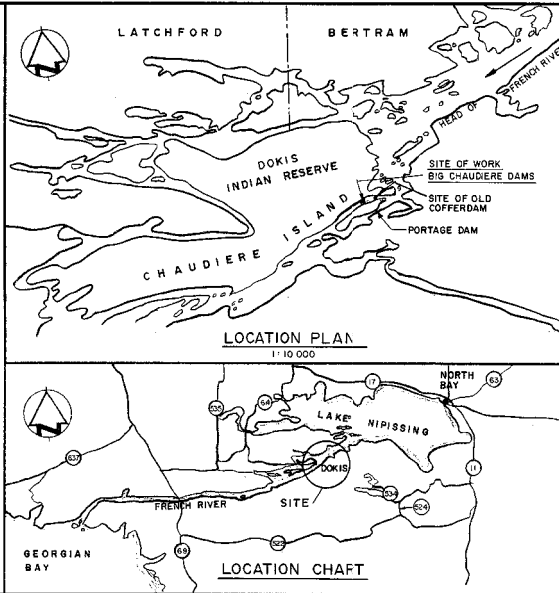 LATCHFORD
BERTRAM
HEAD OF FRENCH RIVER
DOKIS
INDIAN RESERVE
SITE OF WORK
BIG CHAUDIERE DAMS
SITE OF OLD
COFFERDAM
PORTAGE DAM
CHAUDIERE ISLAND
LOCATION PLAN
1:10 000
NORTH
BAY
17
63
64
535
LAKE NIPISSING
637
11
DOKIS
534
SITE
524
FRENCH RIVER
GEORGIAN
BAY
69
522
LOCATION CHART